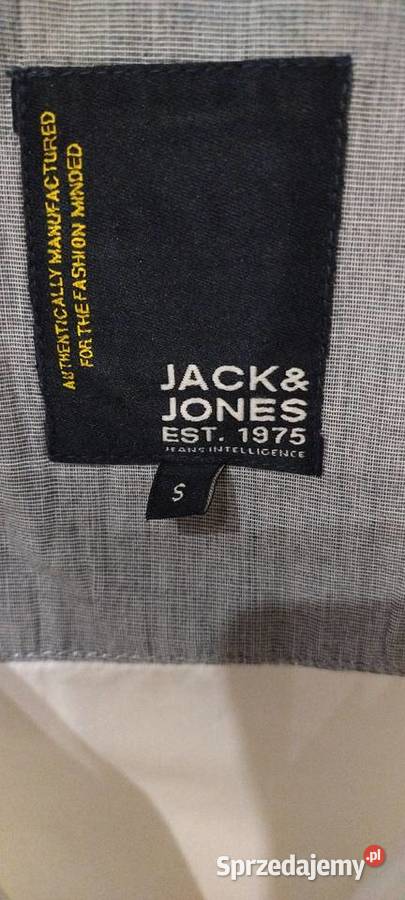 AUTHENTICALLY MANUFACTURED
FOR THE FASHION MINDED
JACK&
JONES
EST. 1975
JEANS INTELLIGENCE
S
Sprzedajemy.pl